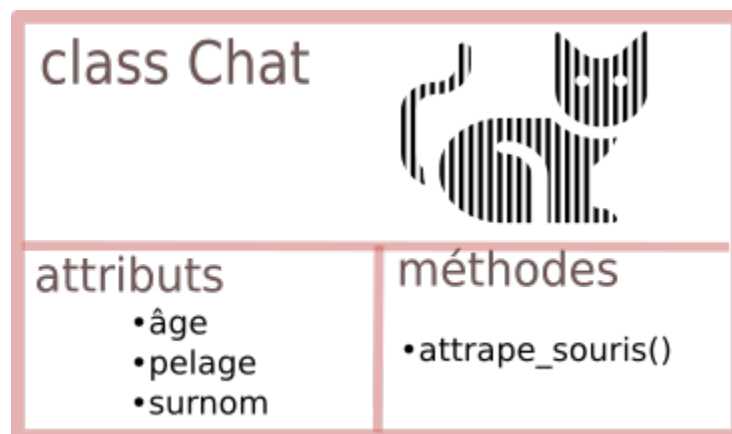 class Chat
attributs
•âge
•pelage
•surnom
méthodes
•attrape_souris()